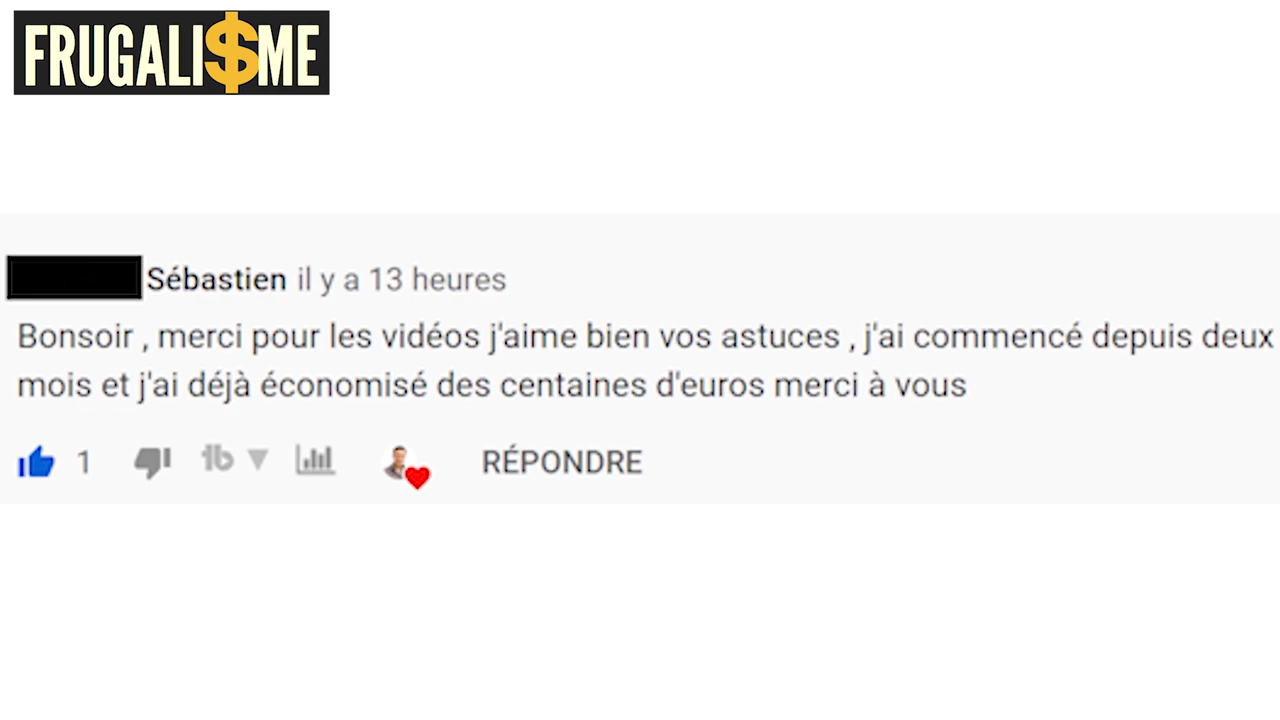 FRUGALI$ME
Sébastien il y a 13 heures
Bonsoir , merci pour les vidéos j'aime bien vos astuces , j'ai commencé depuis deux
mois et j'ai déjà économisé des centaines d'euros merci à vous
1 tb RÉPONDRE